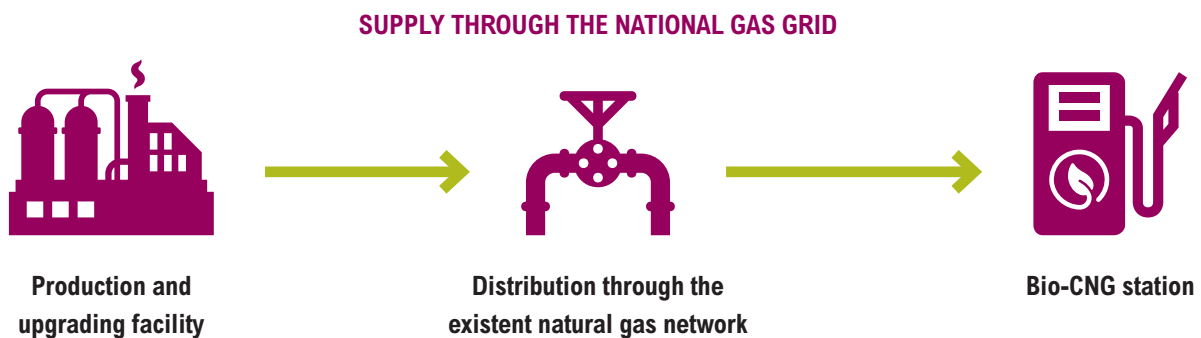 SUPPLY THROUGH THE NATIONAL GAS GRID
Production and
upgrading facility
Distribution through the
existent natural gas network
Bio-CNG station